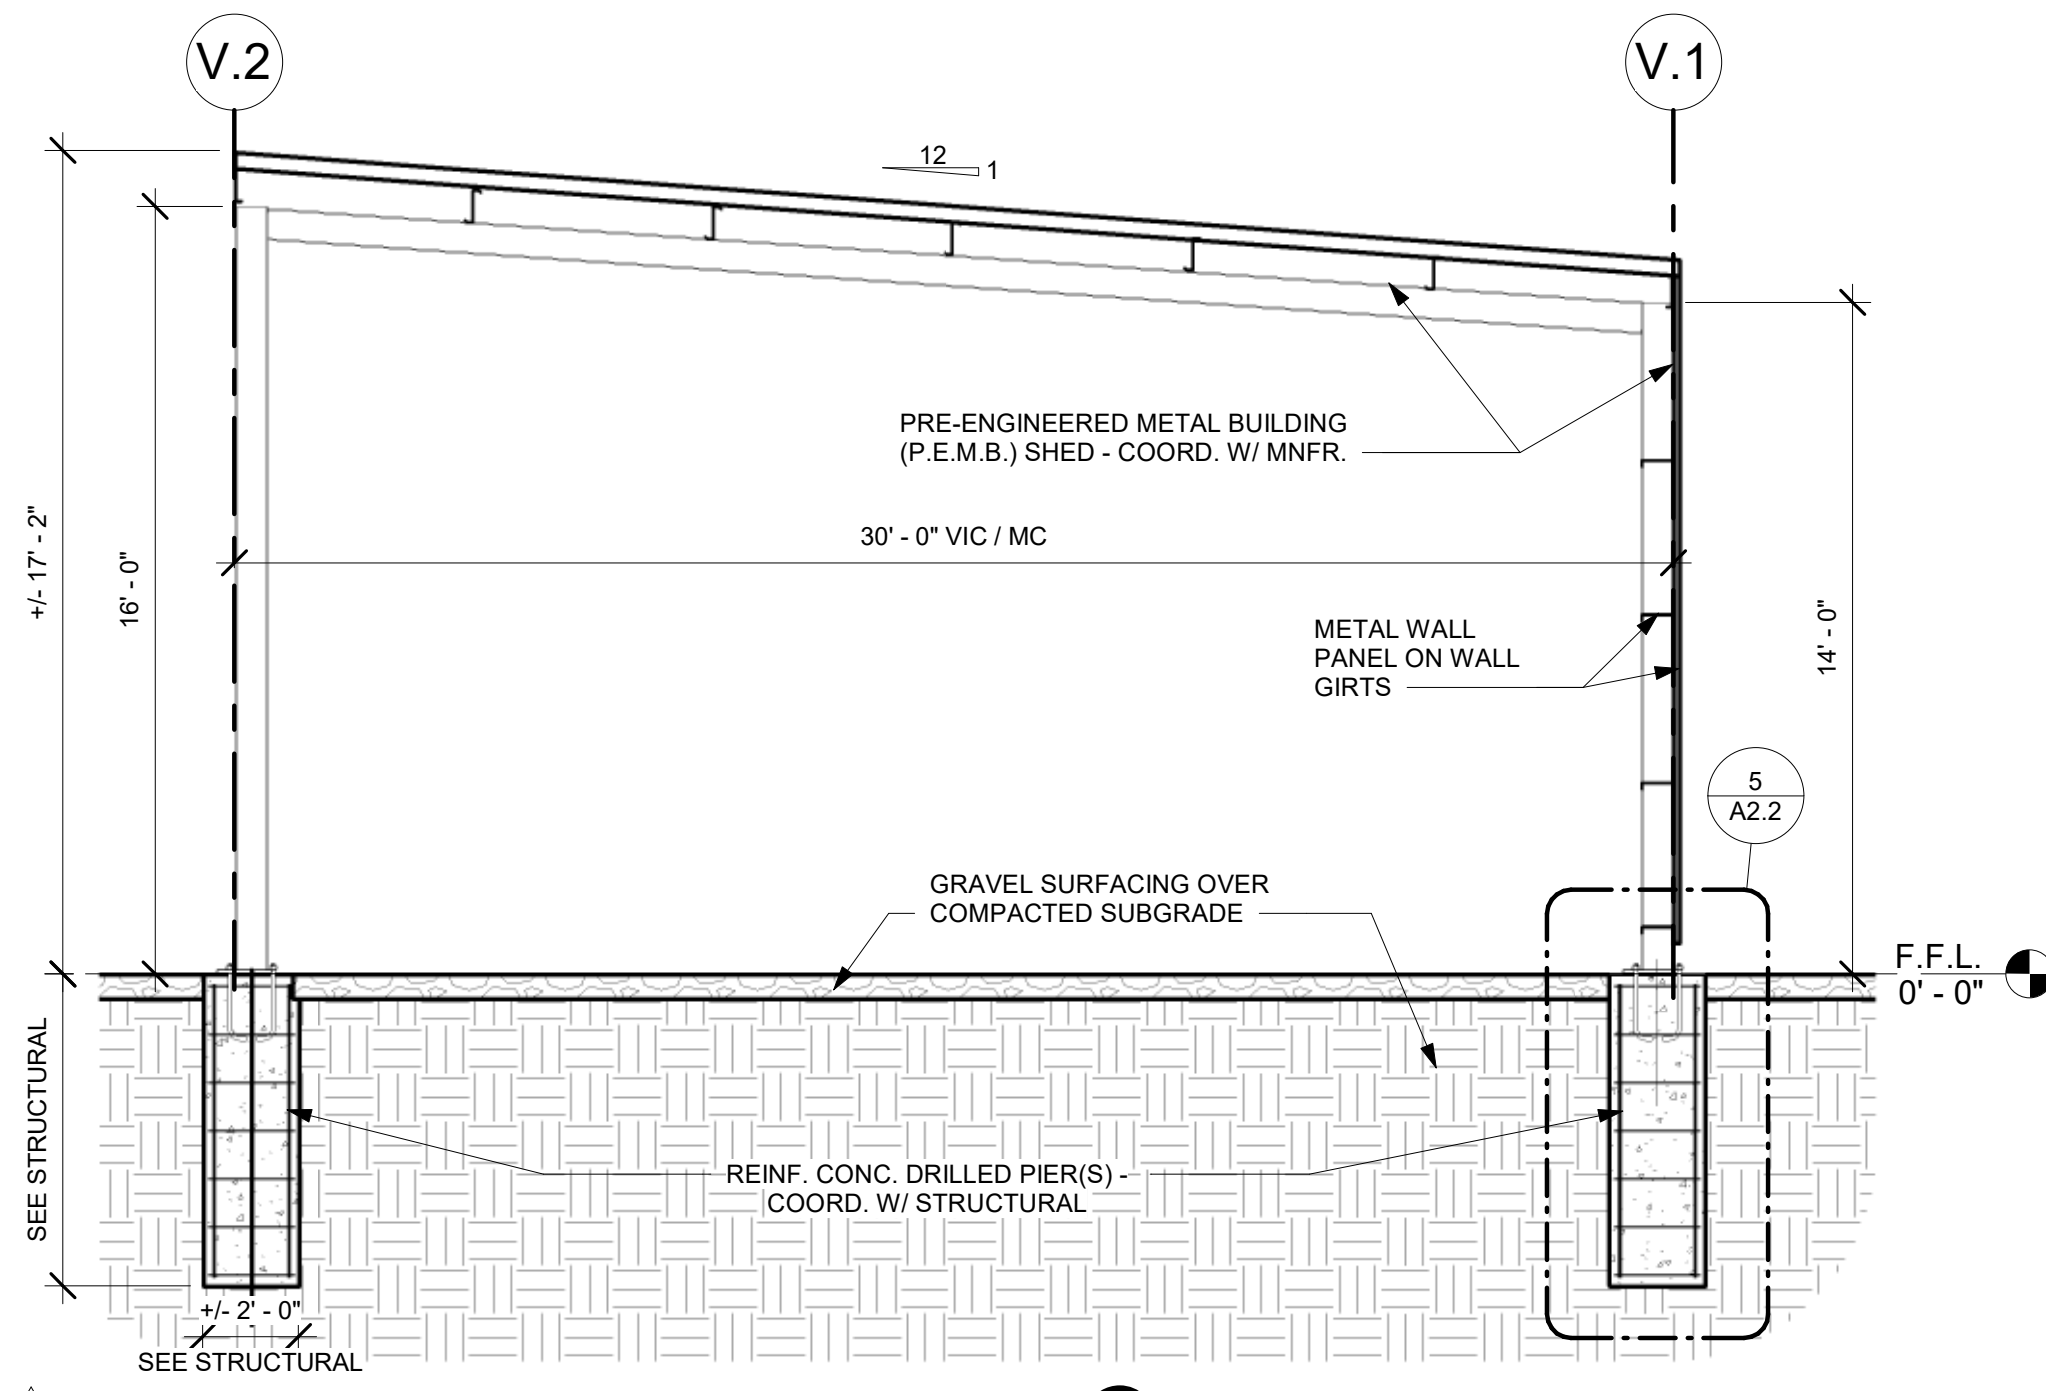 V.2
V.1
12
1
+/- 17' - 2"
16' - 0"
PRE-ENGINEERED METAL BUILDING
(P.E.M.B.) SHED - COORD. W/ MNFR.
30' - 0" VIC / MC
METAL WALL
PANEL ON WALL
GIRTS
14' - 0"
5
A2.2
GRAVEL SURFACING OVER
COMPACTED SUBGRADE
F.F.L.
0' - 0"
SEE STRUCTURAL
REINF. CONC. DRILLED PIER(S) -
COORD. W/ STRUCTURAL
+/- 2' - 0"
SEE STRUCTURAL